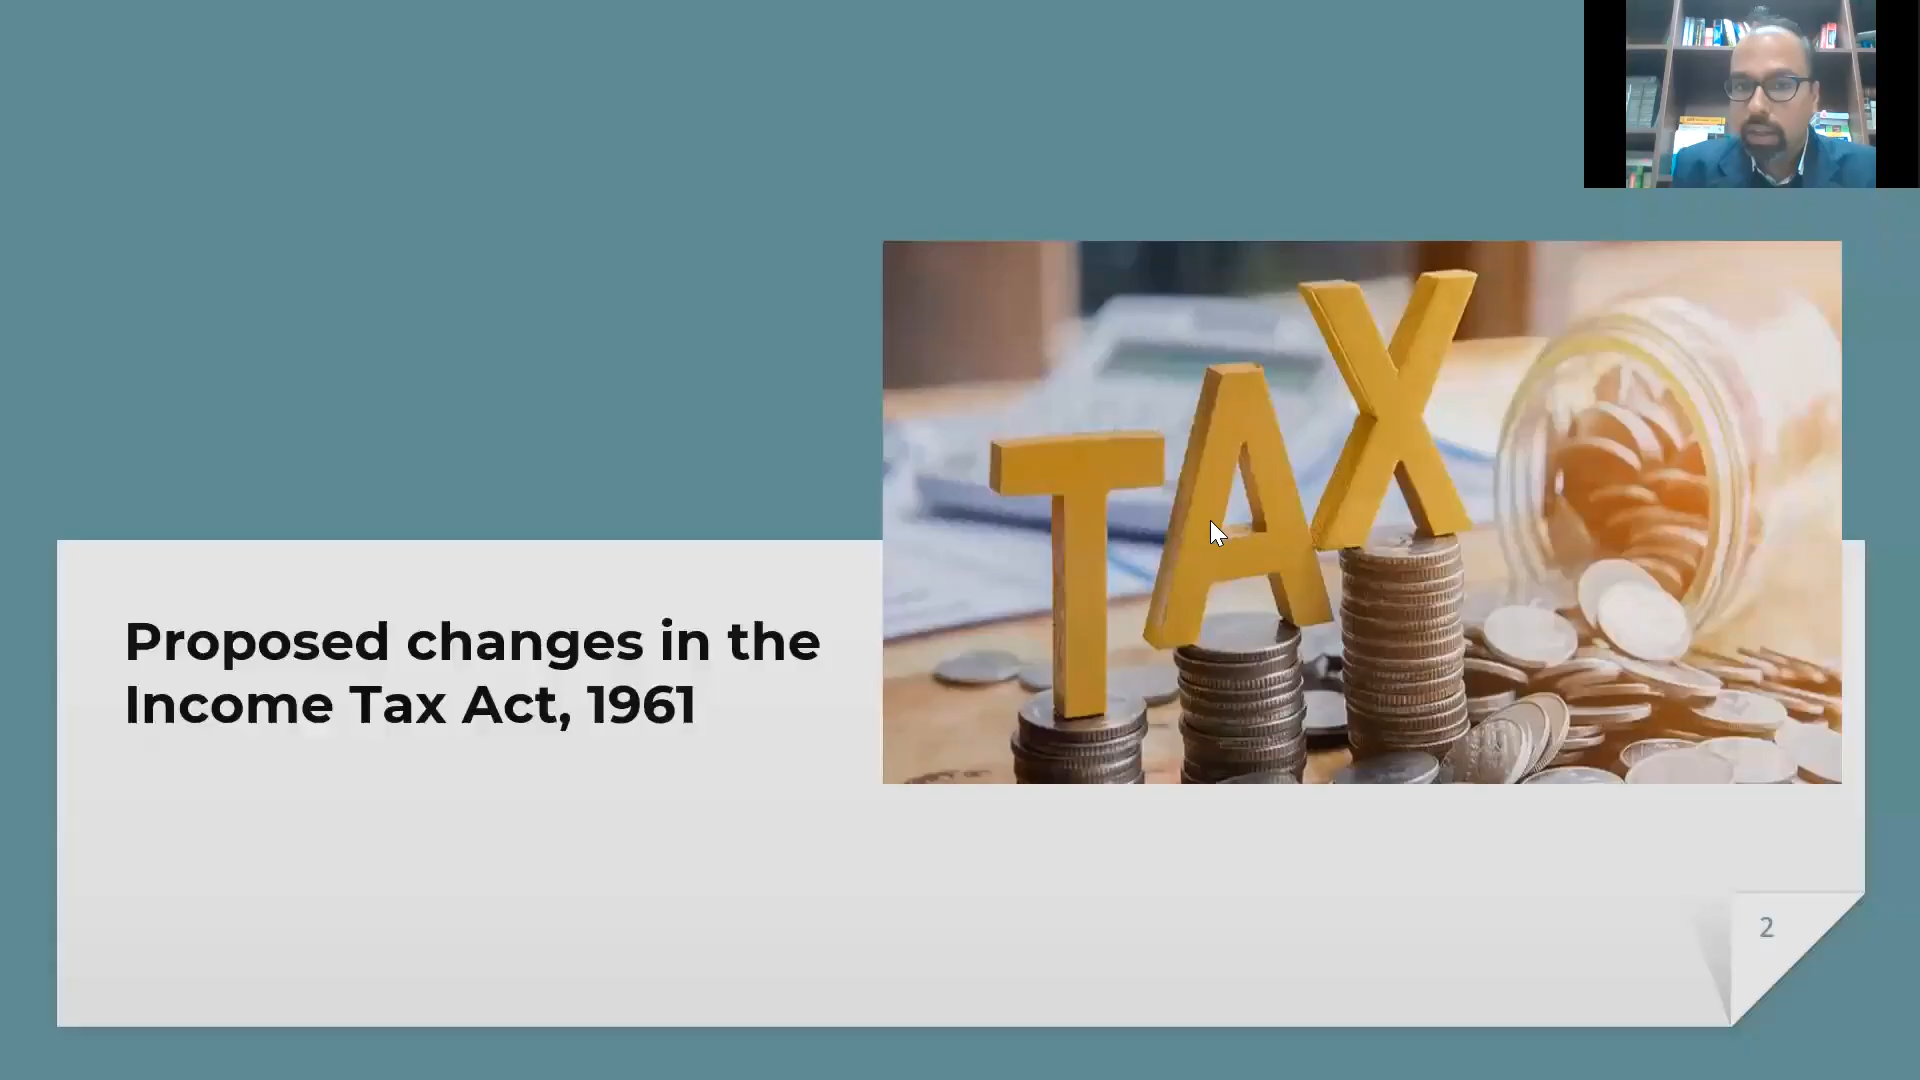 TAX
Proposed changes in the
Income Tax Act, 1961
2